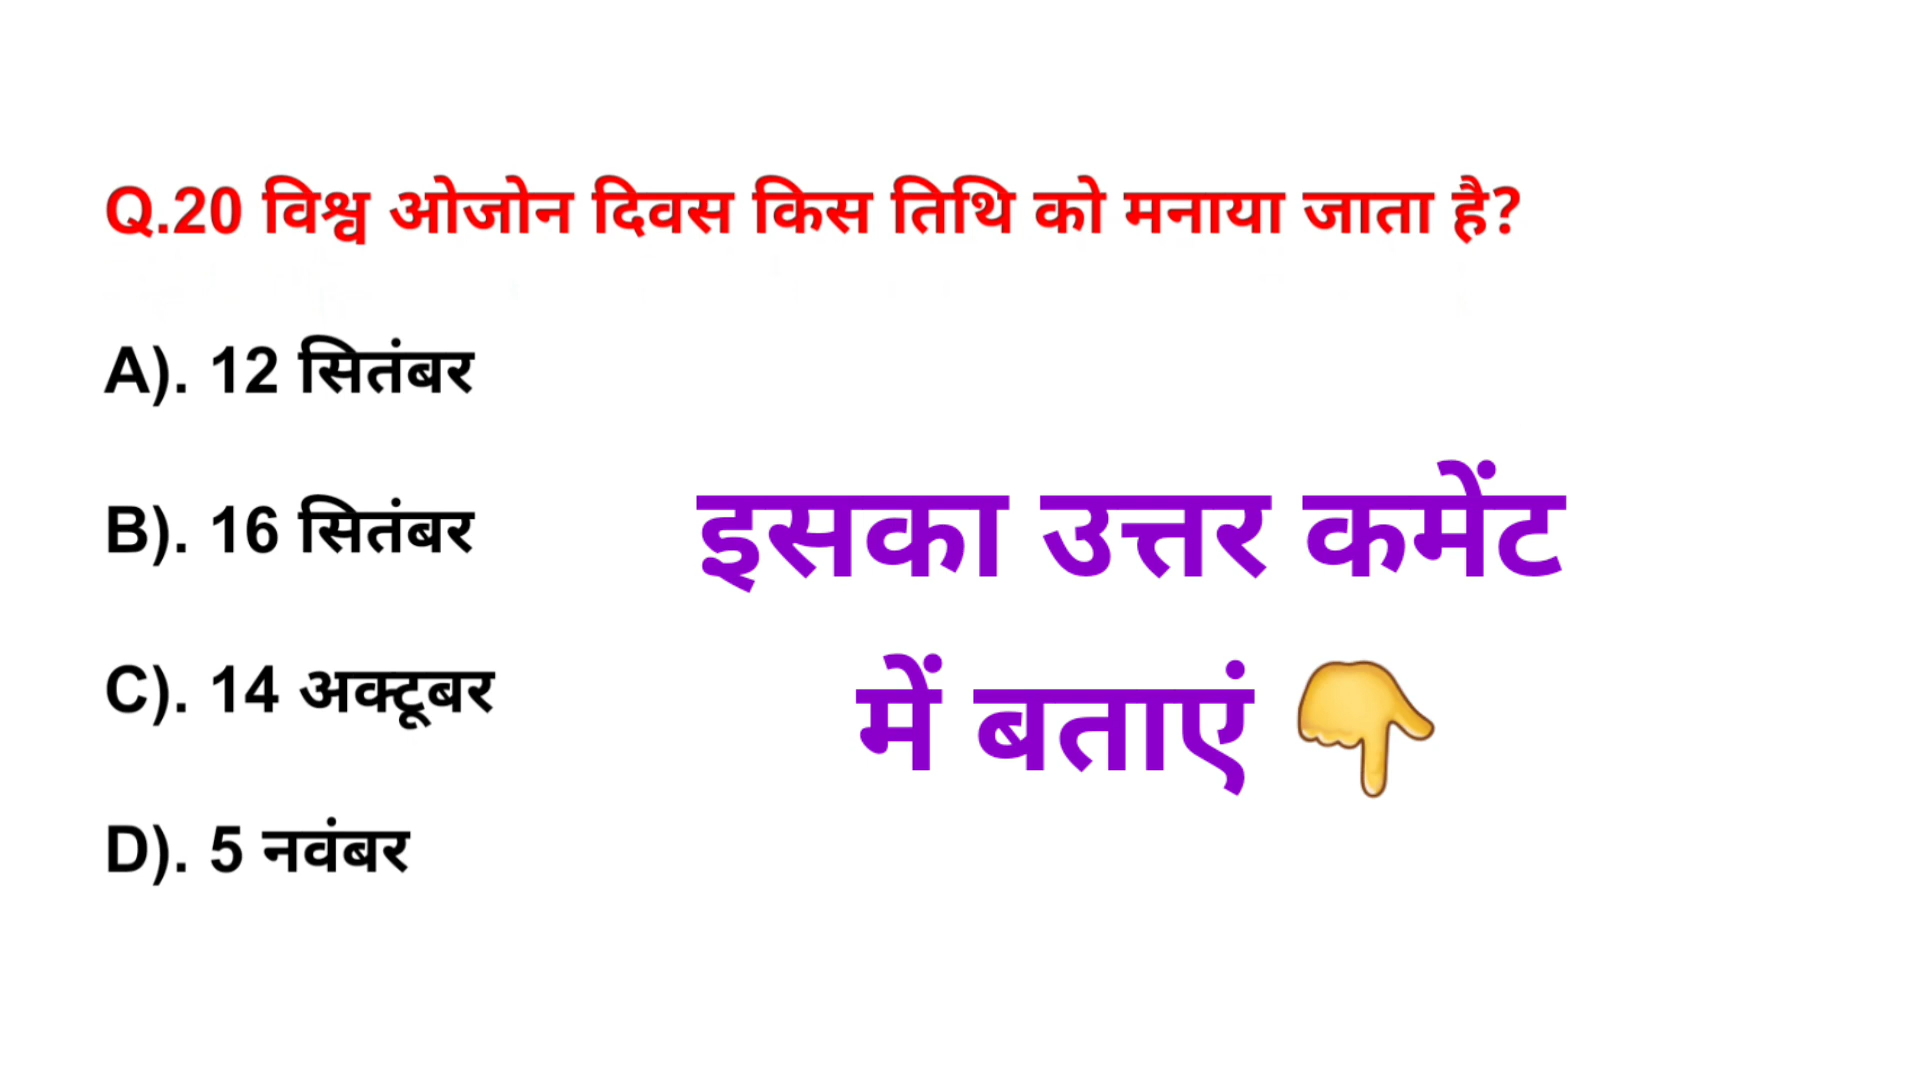 Q.20 विश्व ओजोन दिवस किस तिथि को मनाया जाता है?
A). 12 सितंबर
B). 16 सितंबर
C). 14 अक्टूबर
D). 5 नवंबर
इसका उत्तर कमेंट
में बताएं 👇